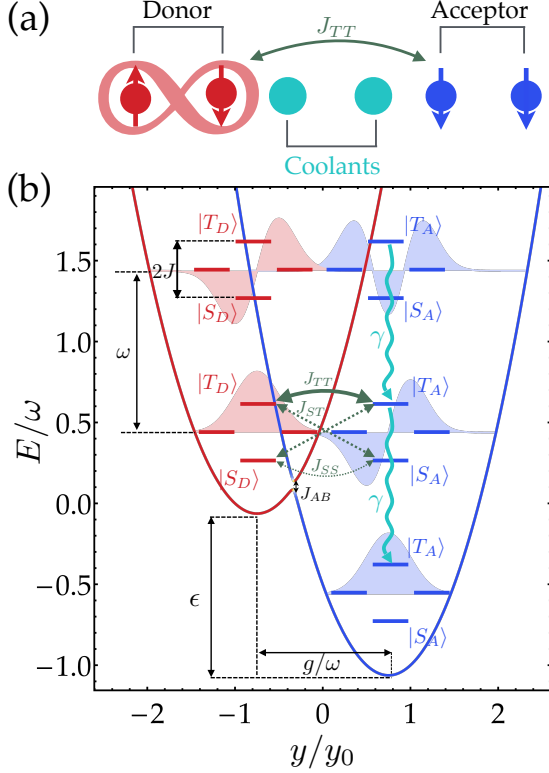 (a)
Donor
J_{TT}
Acceptor
Coolants
(b)
|T_D⟩
|T_A⟩
1.5
2J
|S_D⟩
|S_A⟩
γ
ω
1.0
|T_D⟩
J_{TT}
|T_A⟩
J_{ST}
0.5
E/ω
|S_D⟩
J_{SS}
|S_A⟩
J_{AB}
0.0
γ
|T_A⟩
−0.5
ϵ
|S_A⟩
g/ω
−1.0
−2
−1
0
1
2
y/y_0